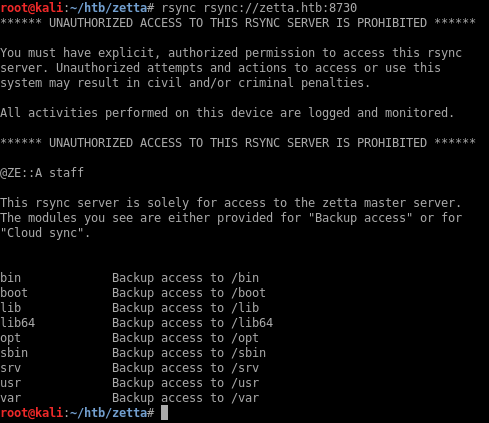 root@kali:~/htb/zetta# rsync rsync://zetta.htb:8730
****** UNAUTHORIZED ACCESS TO THIS RSYNC SERVER IS PROHIBITED ******
You must have explicit, authorized permission to access this rsync
server. Unauthorized attempts and actions to access or use this
system may result in civil and/or criminal penalties.
All activities performed on this device are logged and monitored.
****** UNAUTHORIZED ACCESS TO THIS RSYNC SERVER IS PROHIBITED ******
@ZE::A staff
This rsync server is solely for access to the zetta master server.
The modules you see are either provided for "Backup access" or for
"Cloud sync".
bin Backup access to /bin
boot Backup access to /boot
lib Backup access to /lib
lib64 Backup access to /lib64
opt Backup access to /opt
sbin Backup access to /sbin
srv Backup access to /srv
usr Backup access to /usr
var Backup access to /var
root@kali:~/htb/zetta#